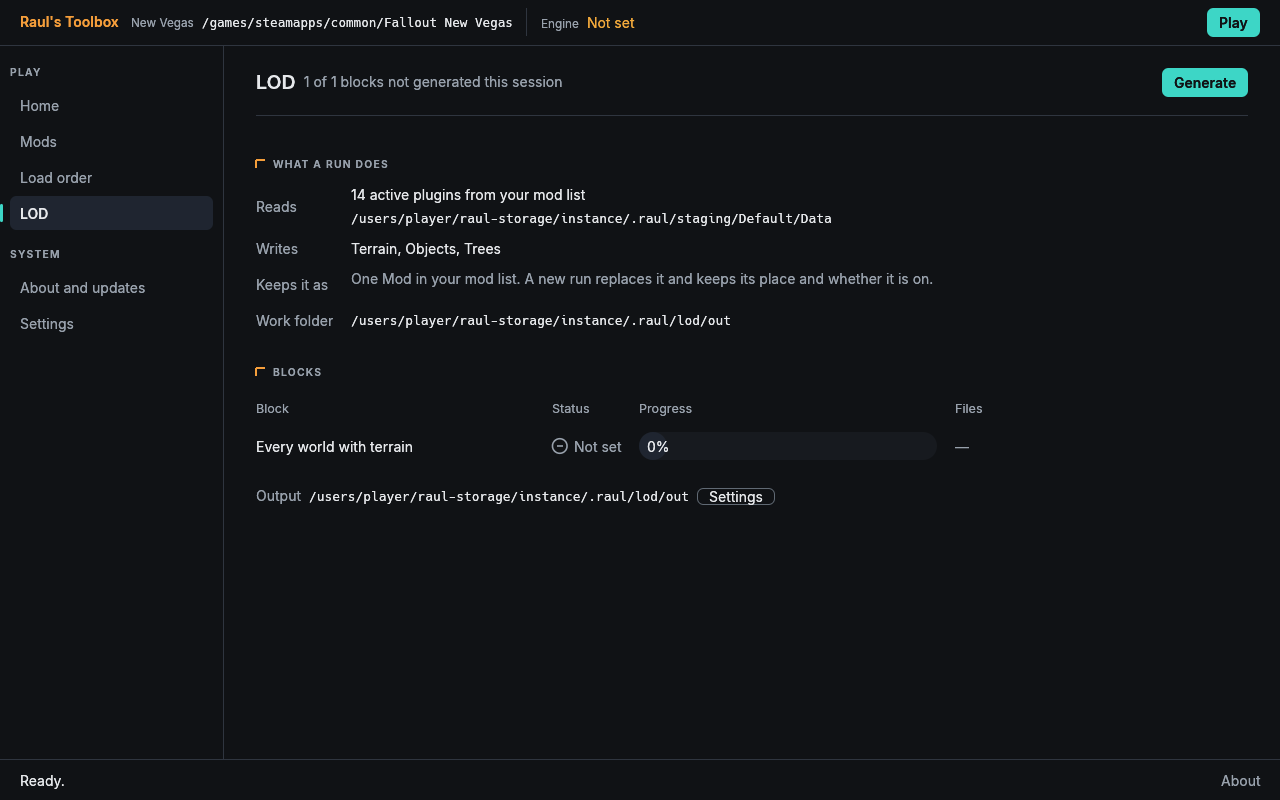 Raul's Toolbox New Vegas /games/steamapps/common/Fallout New Vegas Engine Not set Play
PLAY
Home
Mods
Load order
LOD
SYSTEM
About and updates
Settings
LOD 1 of 1 blocks not generated this session Generate
WHAT A RUN DOES
Reads 14 active plugins from your mod list
/users/player/raul-storage/instance/.raul/staging/Default/Data
Writes Terrain, Objects, Trees
Keeps it as One Mod in your mod list. A new run replaces it and keeps its place and whether it is on.
Work folder /users/player/raul-storage/instance/.raul/lod/out
BLOCKS
Block Status Progress Files
Every world with terrain Not set 0% —
Output /users/player/raul-storage/instance/.raul/lod/out Settings
Ready. About